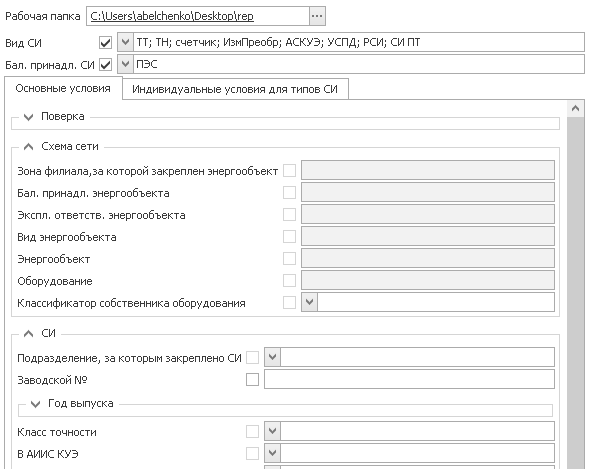 Рабочая папка C:\Users\abelchenko\Desktop\rep ...
Вид СИ ТТ; ТН; счетчик; ИзмПреобр; АСКУЭ; УСПД; РСИ; СИ ПТ
Бал. принадл. СИ ПЭС
Основные условия Индивидуальные условия для типов СИ
Поверка
Схема сети
Зона филиала,за которой закреплен энергообъект
Бал. принадл. энергообъекта
Экспл. ответств. энергообъекта
Вид энергообъекта
Энергообъект
Оборудование
Классификатор собственника оборудования
СИ
Подразделение, за которым закреплено СИ
Заводской №
Год выпуска
Класс точности
В АИИС КУЭ